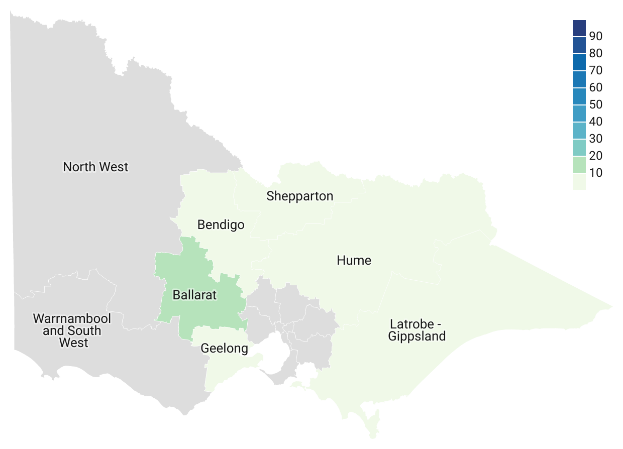 90
80
70
60
50
40
30
20
10
North West
Shepparton
Bendigo
Hume
Ballarat
Warrnambool
and South
West
Latrobe -
Gippsland
Geelong